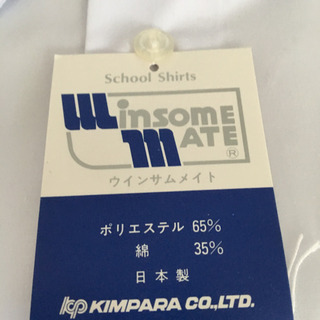 School Shirts
Winsome
MATE®
ウインサムメイト
ポリエステル 65%
綿 35%
日本製
kp KIMPARA CO.,LTD.